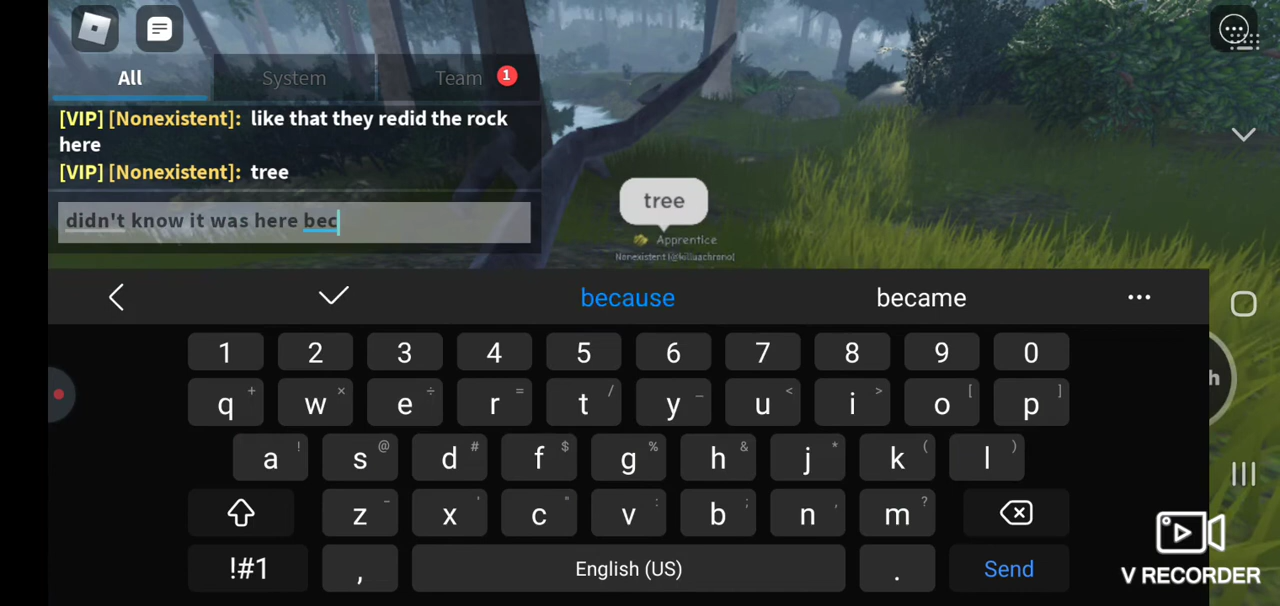 All System Team 1
[VIP] [Nonexistent]: like that they redid the rock
here
[VIP] [Nonexistent]: tree
didn't know it was here bec
tree
Apprentice
because became
1 2 3 4 5 6 7 8 9 0
q + w × e ÷ r = t / y _ u < i > o [ p ]
a ! s @ d # f $ g % h & j * k ( l )
z - x ' c " v : b ; n , m ?
!#1 , English (US) . Send
h
V RECORDER